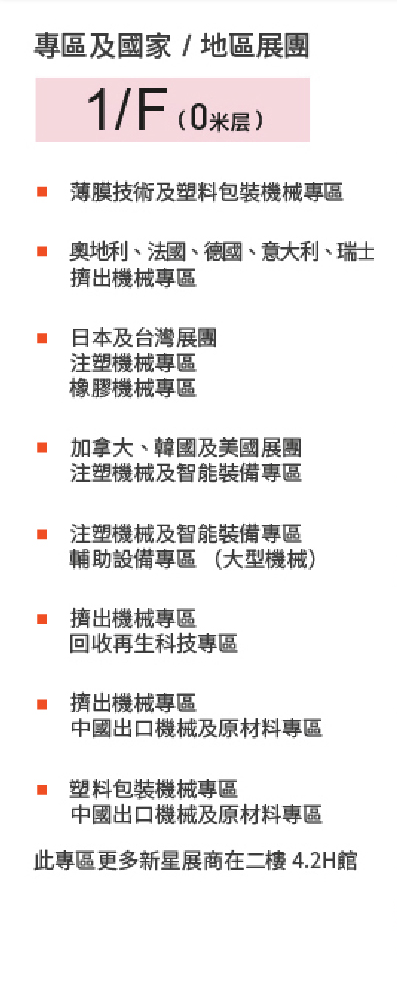 專區及國家 / 地區展團
1/F (0米层)
薄膜技術及塑料包裝機械專區
奧地利、法國、德國、意大利、瑞士
擠出機械專區
日本及台灣展團
注塑機械專區
橡膠機械專區
加拿大、韓國及美國展團
注塑機械及智能裝備專區
注塑機械及智能裝備專區
輔助設備專區 （大型機械）
擠出機械專區
回收再生科技專區
擠出機械專區
中國出口機械及原材料專區
塑料包裝機械專區
中國出口機械及原材料專區
此專區更多新星展商在二樓 4.2H館